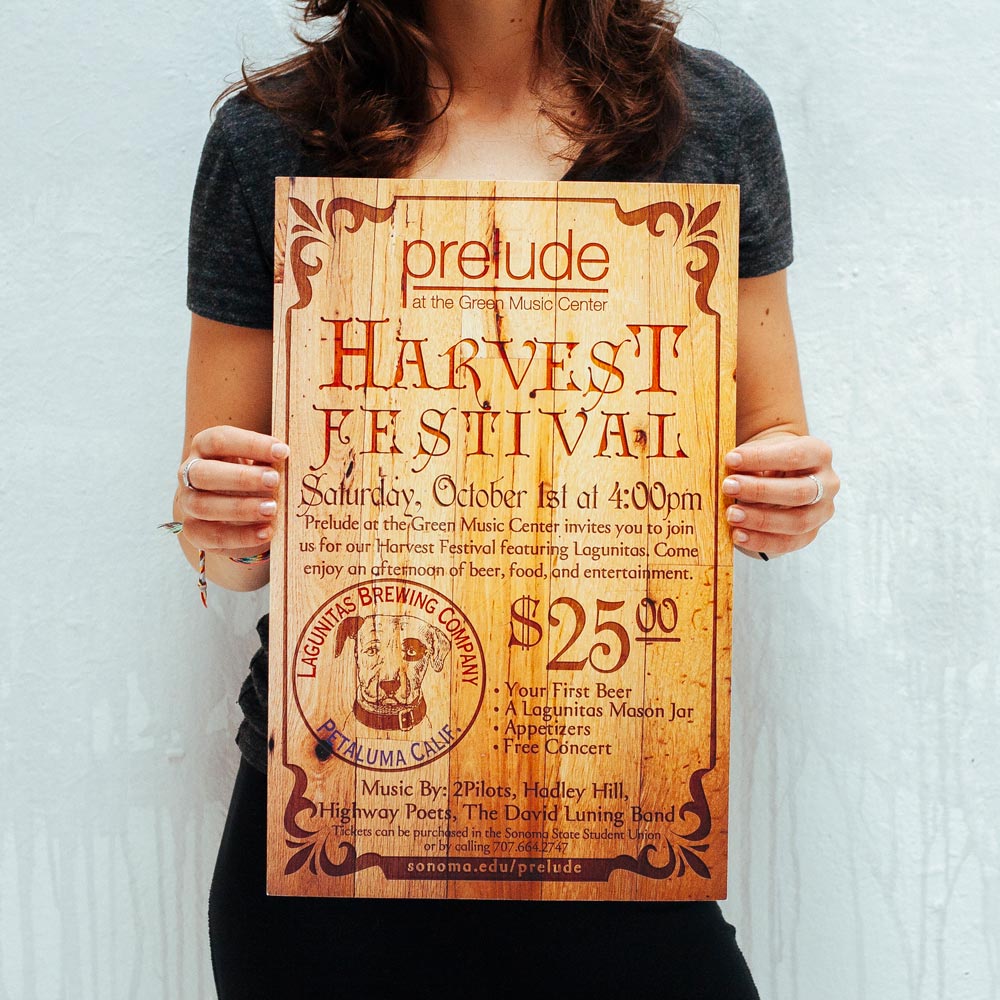 prelude
at the Green Music Center
HARVEST
FESTIVAL
Saturday, October 1st at 4:00pm
Prelude at the Green Music Center invites you to join
us for our Harvest Festival featuring Lagunitas. Come
enjoy an afternoon of beer, food, and entertainment.
LAGUNITAS BREWING COMPANY
PETALUMA CALIF.
$2500
• Your First Beer
• A Lagunitas Mason Jar
• Appetizers
• Free Concert
Music By: 2Pilots, Hadley Hill,
Highway Poets, The David Luning Band
Tickets can be purchased in the Sonoma State Student Union
or by calling 707.664.2747
sonoma.edu/prelude